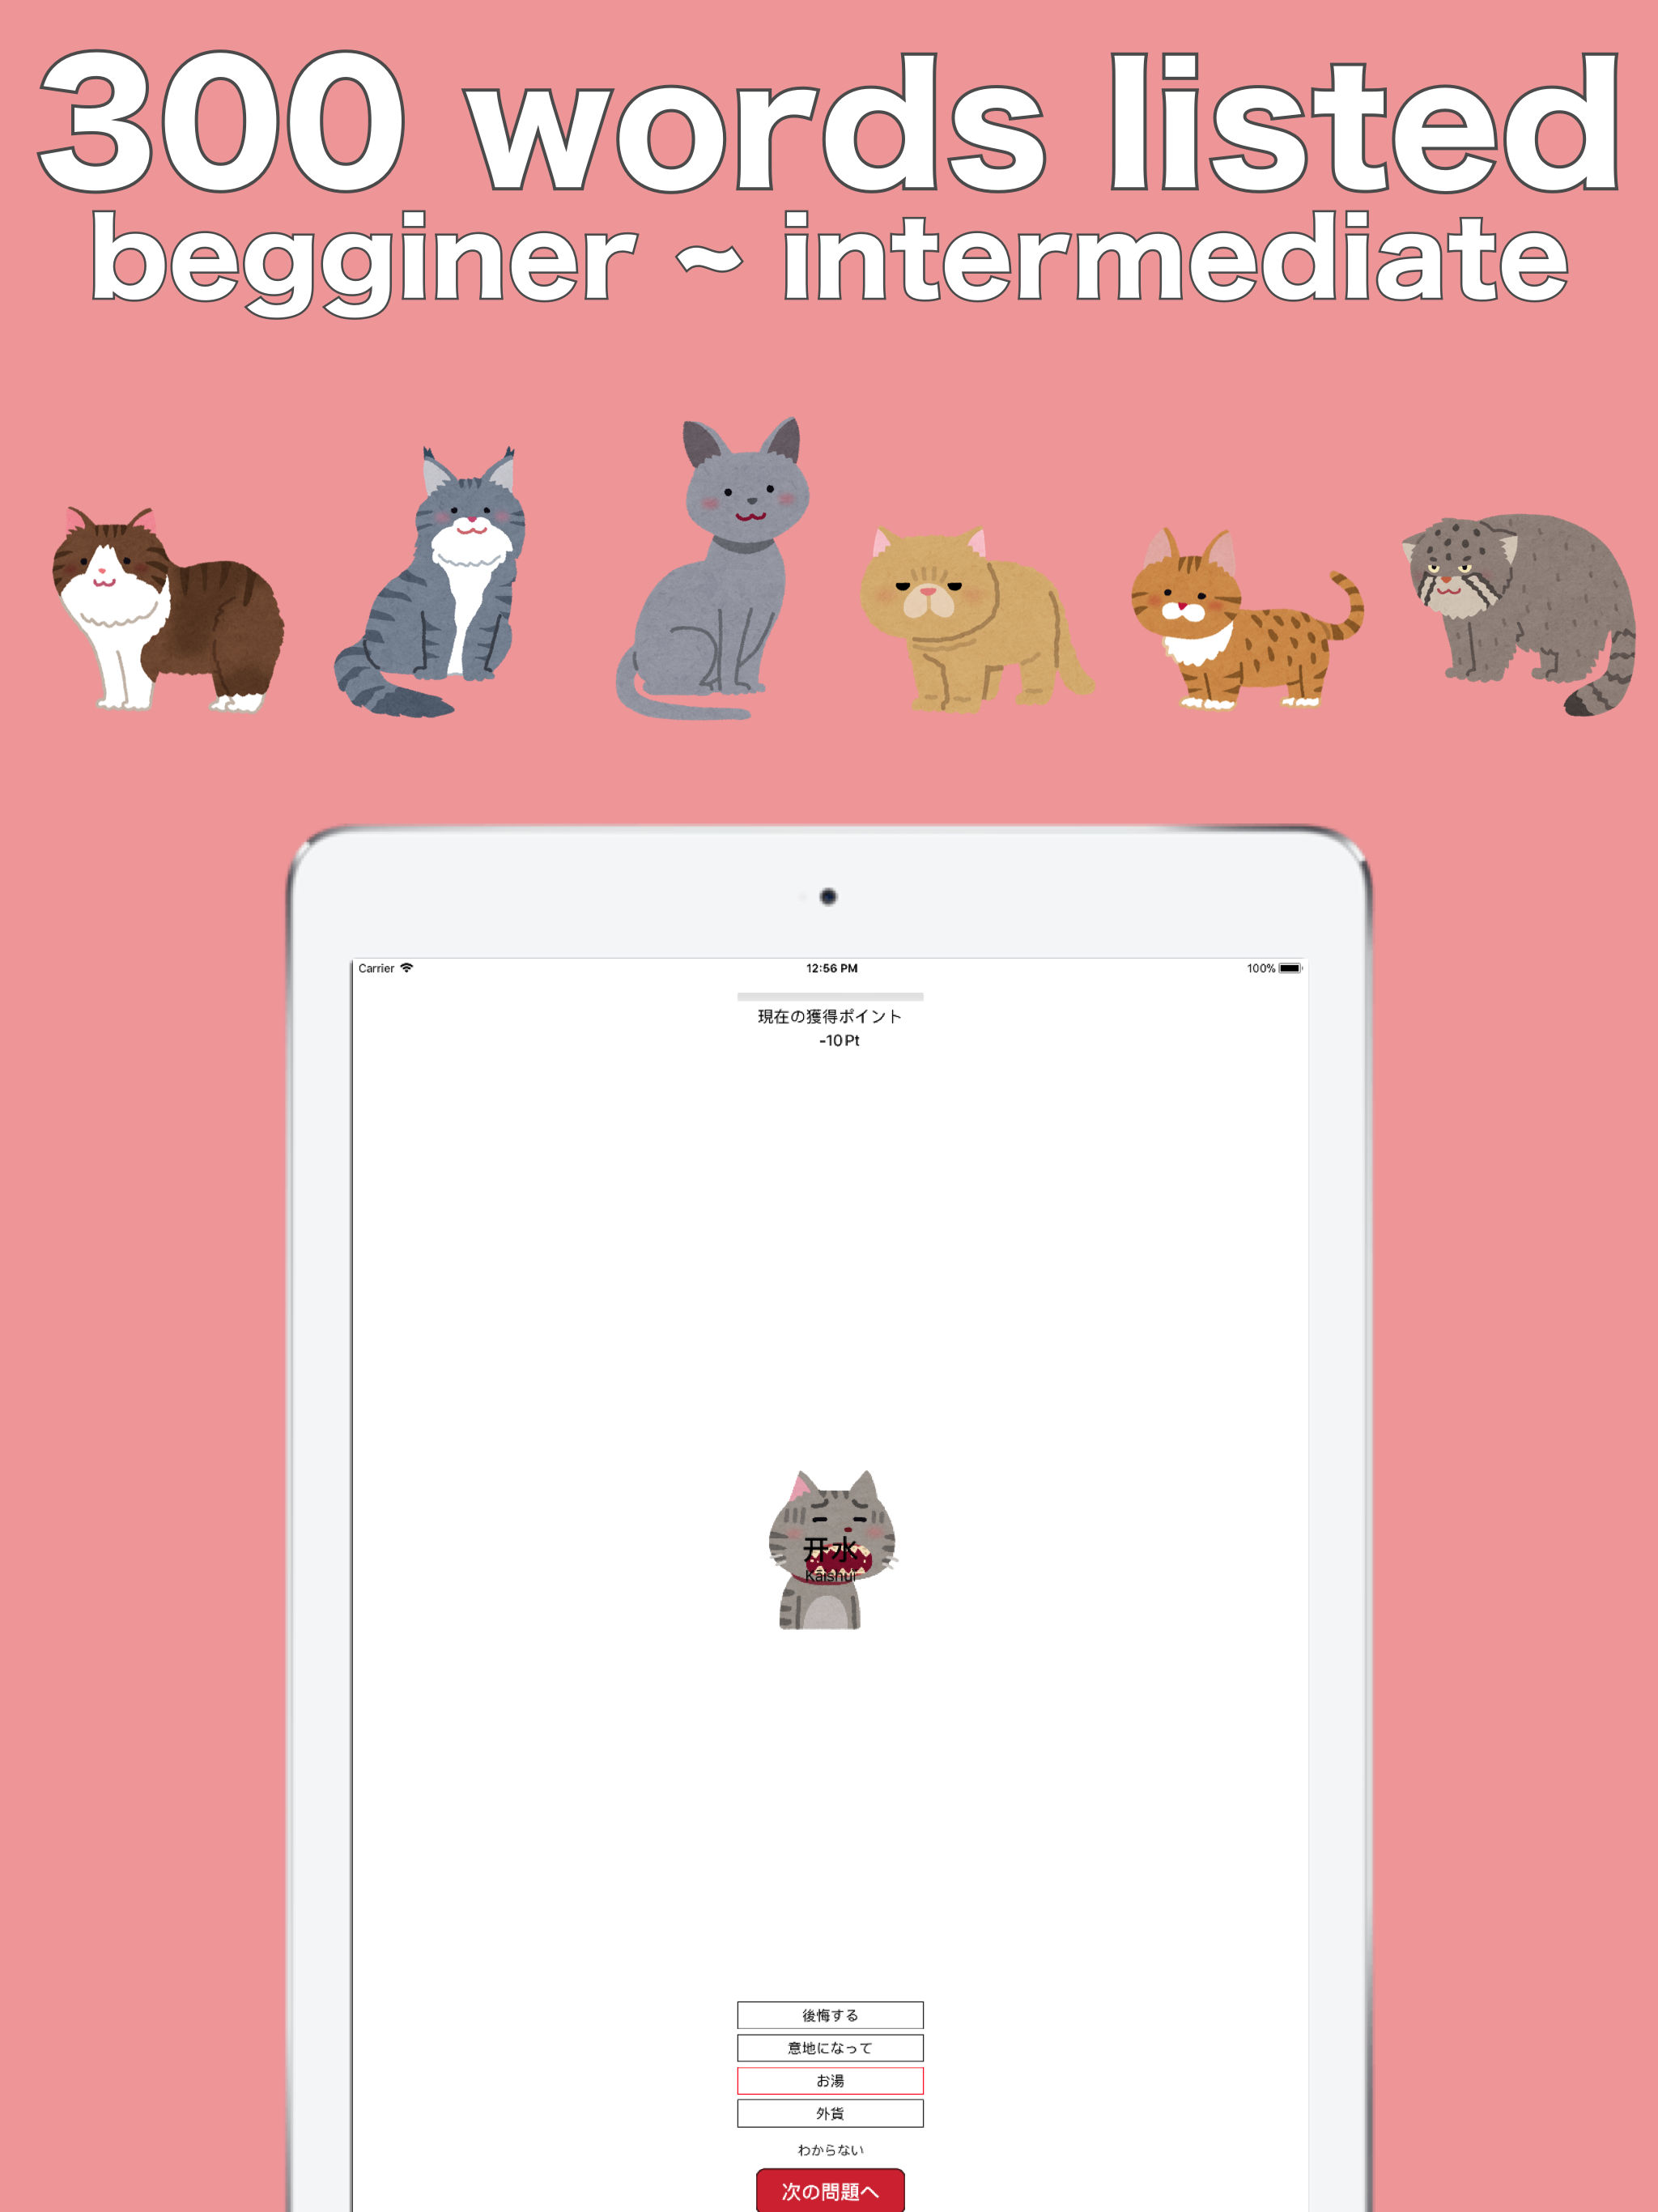 300 words listed
begginer ~ intermediate
Carrier 12:56 PM 100%
現在の獲得ポイント
-10Pt
开水
Kāishuǐ
後悔する
意地になって
お湯
外貨
わからない
次の問題へ